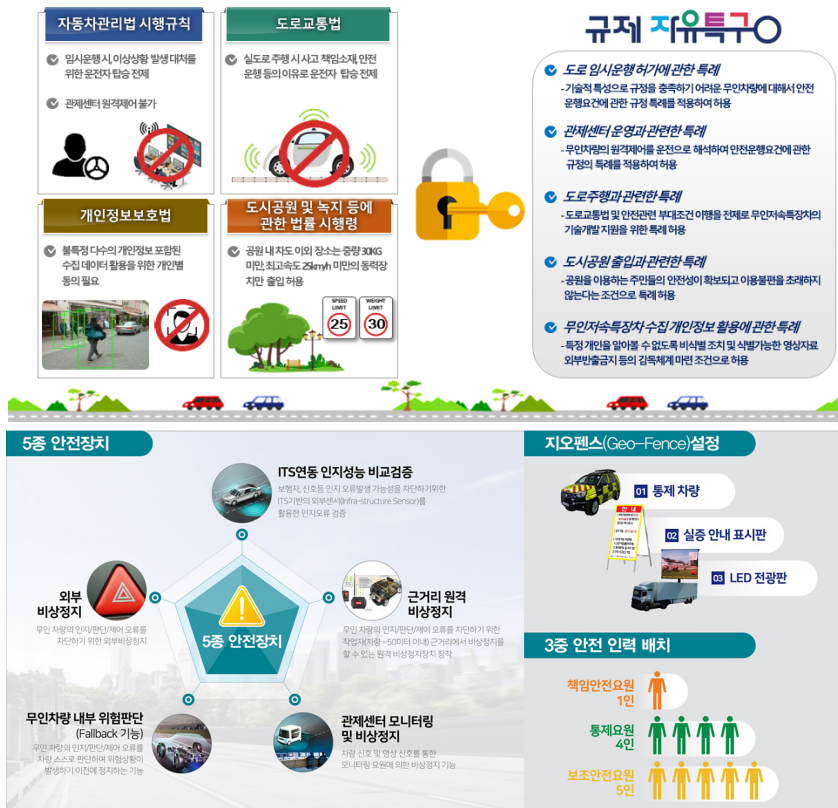 자동차관리법 시행규칙
임시운행 시, 이상상황 발생 대처를
위한 운전자 탑승 전제
관제센터 원격제어 불가
도로교통법
실도로 주행 시 사고 책임소재, 안전
운행 등의 이유로 운전자 탑승 전제
개인정보보호법
불특정 다수의 개인정보 포함된
수집 데이터 활용을 위한 개인별
동의 필요
도시공원 및 녹지 등에
관한 법률 시행령
공원 내 차도 이외 장소는 중량 30KG
미만, 최고속도 25km/h 미만의 동력장
치만 출입 허용
SPEED
LIMIT
25
WEIGHT
LIMIT
30
규제 자유특구
도로 임시운행 허가에 관한 특례
- 기술적 특성으로 규정을 충족하기 어려운 무인차량에 대해서 안전
운행요건에 관한 규정 특례를 적용하여 허용
관제센터 운영과 관련한 특례
- 무인차량의 원격제어를 운전으로 해석하여 안전운행요건에 관한
규정의 특례를 적용하여 허용
도로주행과 관련한 특례
- 도로교통법 및 안전관련 부대조건 이행을 전제로 무인저속특장차의
기술개발 지원을 위한 특례 허용
도시공원 출입과 관련한 특례
- 공원을 이용하는 주민들의 안전성이 확보되고 이용불편을 초래하지
않는다는 조건으로 특례 허용
무인저속특장차 수집 개인정보 활용에 관한 특례
- 특정 개인을 알아볼 수 없도록 비식별 조치 및 식별가능한 영상자료
외부반출금지 등의 감독체계 마련 조건으로 허용
5종 안전장치
ITS연동 인지성능 비교검증
보행자, 신호등 인지 오류발생 가능성을 차단하기위한
ITS기반의 외부센서(Infra-structure Sensor)를
활용한 인지오류 검증
외부
비상정지
무인 차량의 인지/판단/제어 오류를
차단하기 위한 외부비상정지
5종 안전장치
근거리 원격
비상정지
무인 차량의 인지/판단/제어 오류를 차단하기 위한
작업자(차량 ~50미터 이내) 근거리에서 비상정지를
할 수 있는 원격 비상정지장치 장착
무인차량 내부 위험판단
(Fallback 기능)
무인 차량의 인지/판단/제어 오류를
차량 스스로 판단하여 위험상황이
발생하기 이전에 정지하는 기능
관제센터 모니터링
및 비상정지
차량 신호 및 영상 신호를 통한
모니터링 요원에 의한 비상정지 기능
지오펜스(Geo-Fence)설정
01 통제 차량
안 내
02 실증 안내 표시판
03 LED 전광판
3중 안전 인력 배치
책임안전요원
1인
통제요원
4인
보조안전요원
5인